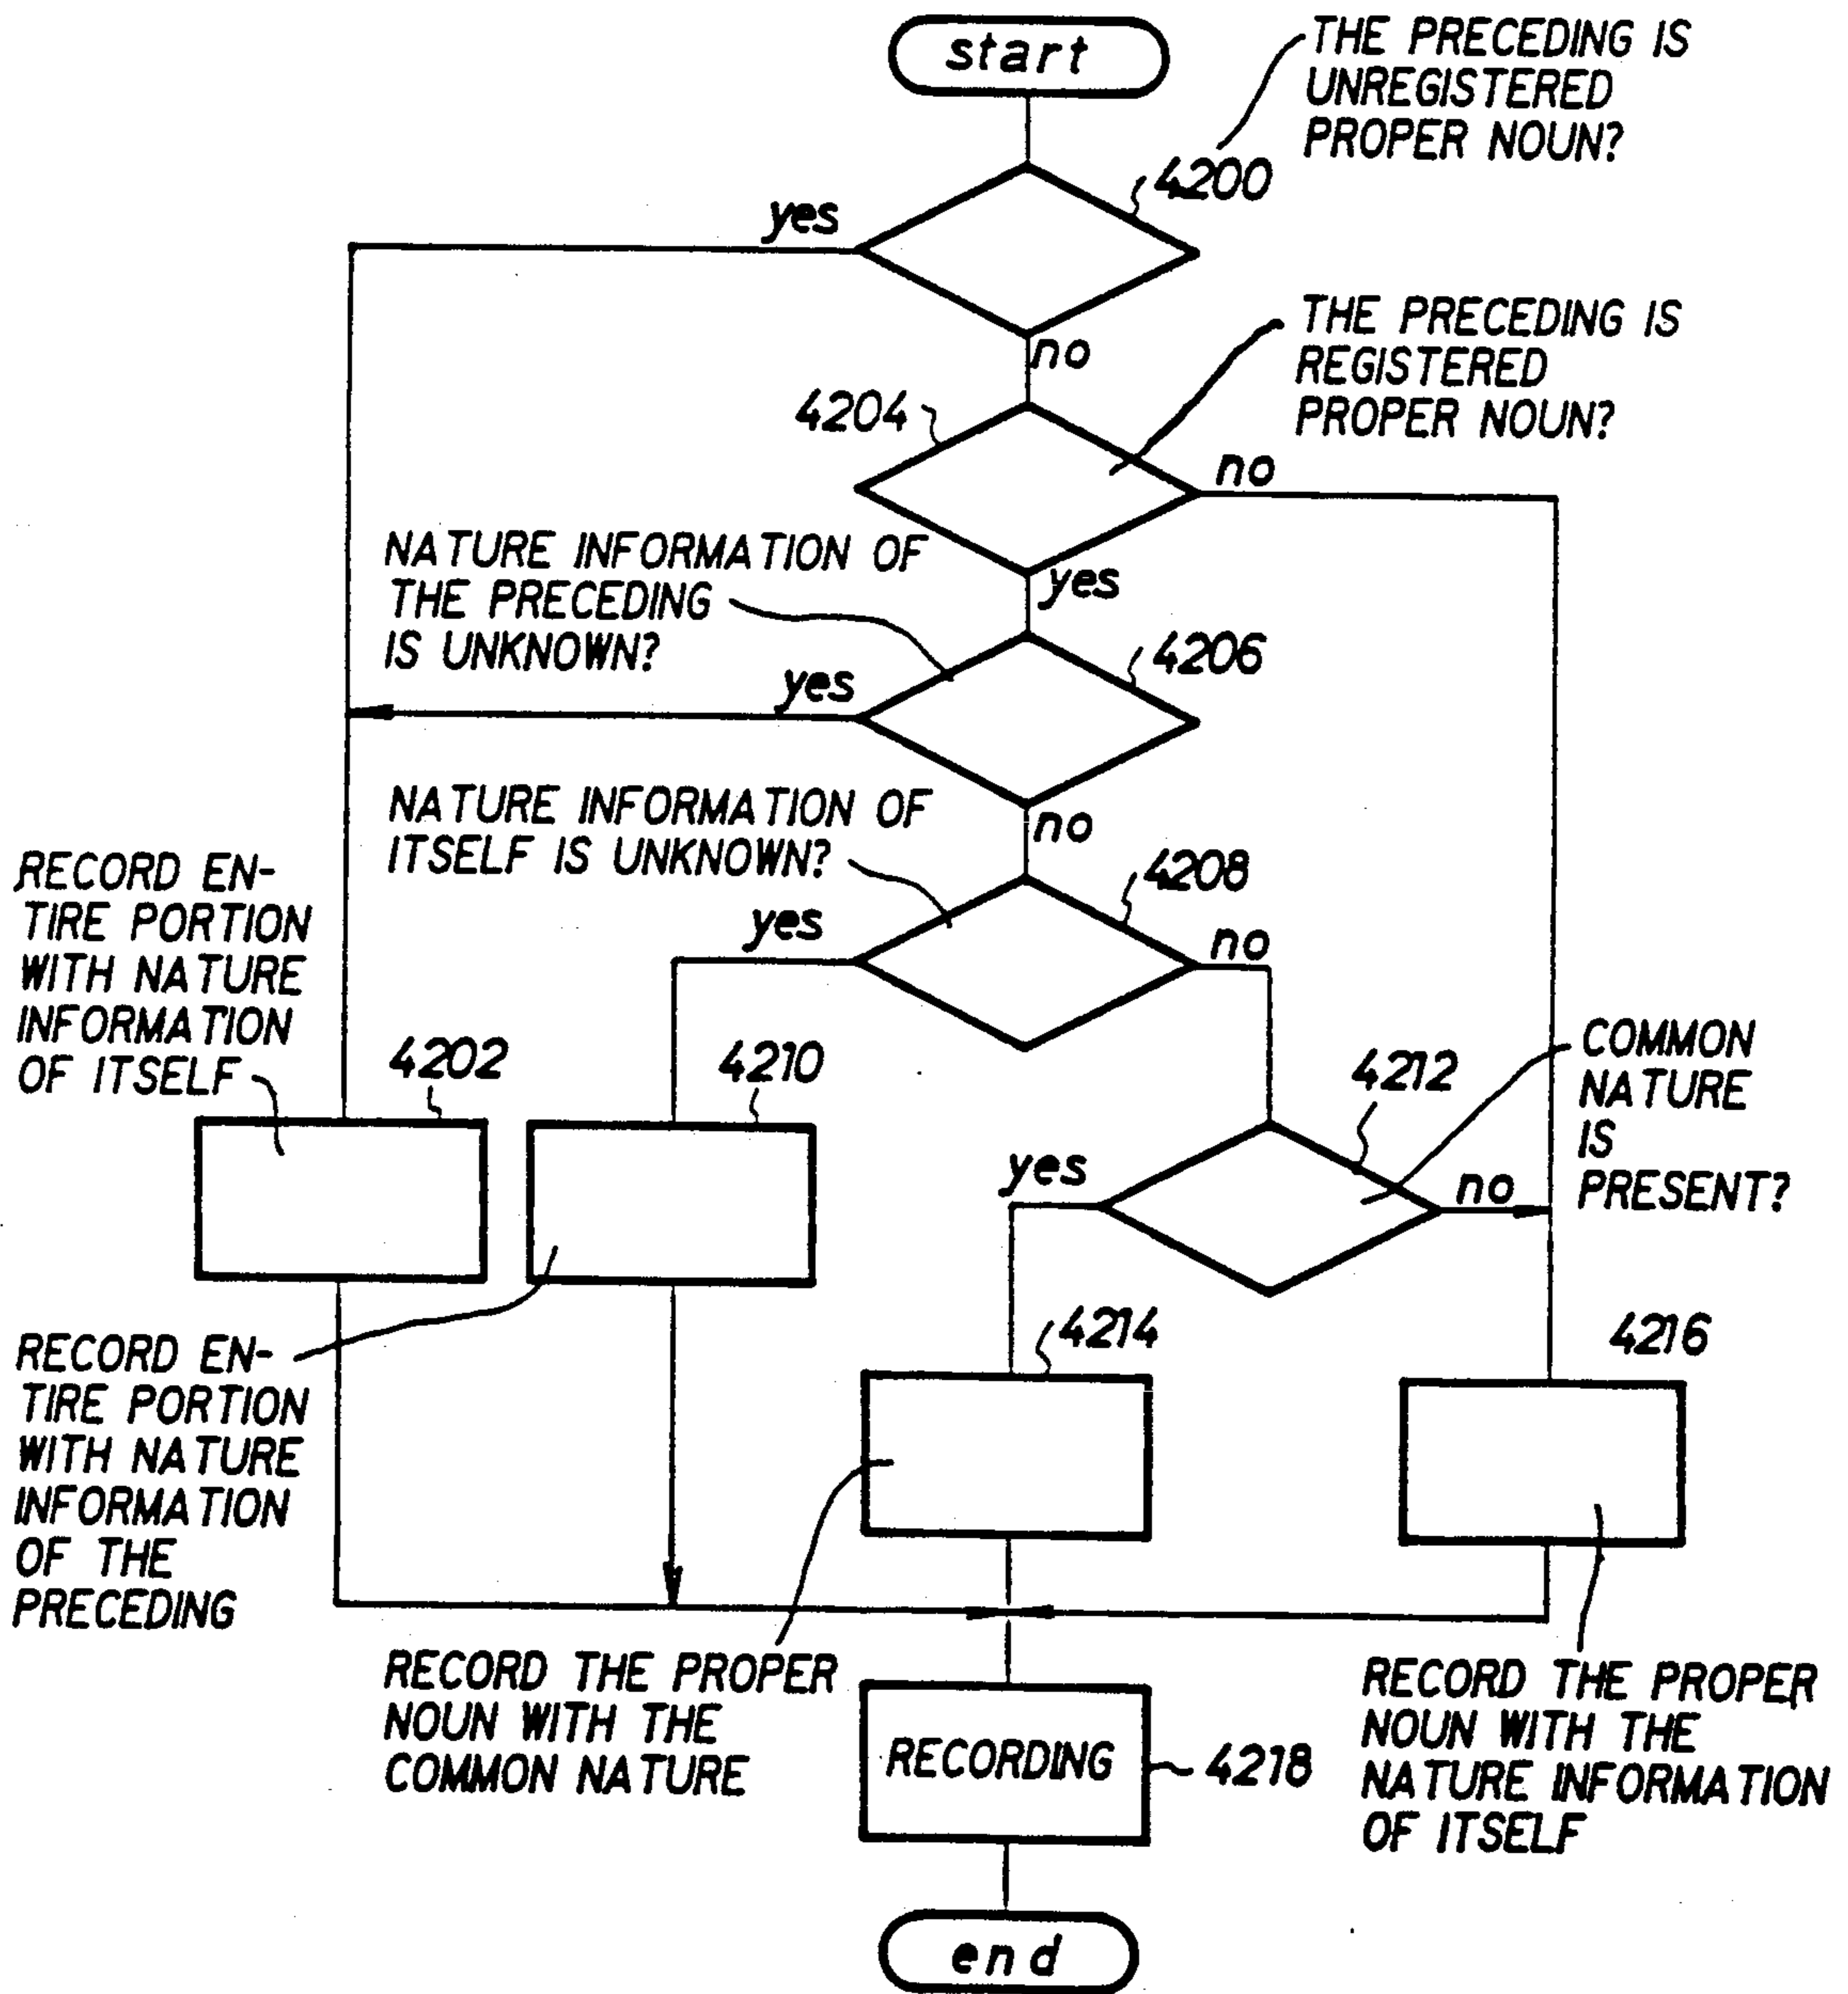 start
THE PRECEDING IS
UNREGISTERED
PROPER NOUN?
4200
yes
no
THE PRECEDING IS
REGISTERED
PROPER NOUN?
4204
no
yes
NATURE INFORMATION OF
THE PRECEDING
IS UNKNOWN?
4206
yes
no
NATURE INFORMATION OF
ITSELF IS UNKNOWN?
4208
yes
no
RECORD EN-
TIRE PORTION
WITH NATURE
INFORMATION
OF ITSELF
4202
4210
4212
COMMON
NATURE
IS
PRESENT?
yes
no
RECORD EN-
TIRE PORTION
WITH NATURE
INFORMATION
OF THE
PRECEDING
4214
4216
RECORD THE PROPER
NOUN WITH THE
COMMON NATURE
RECORD THE PROPER
NOUN WITH THE
NATURE INFORMATION
OF ITSELF
RECORDING
4218
end